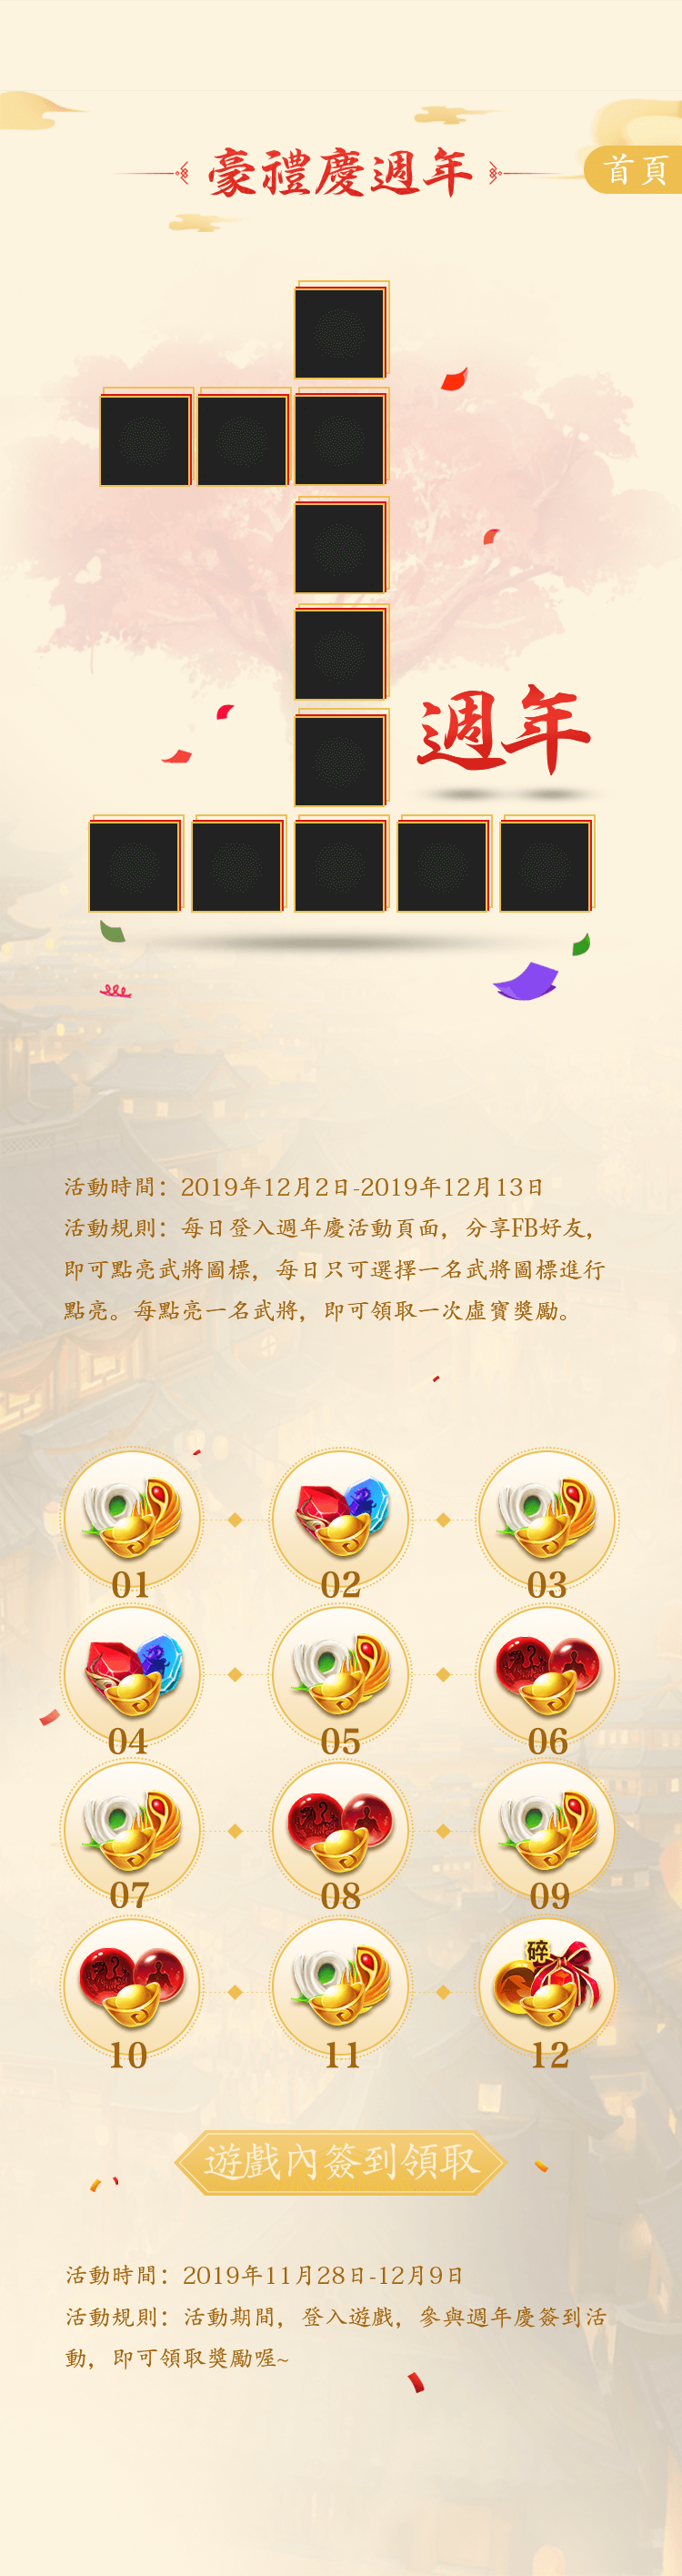 豪禮慶週年
首頁
週年
活動時間：2019年12月2日-2019年12月13日
活動規則：每日登入週年慶活動頁面，分享FB好友，
即可點亮武將圖標，每日只可選擇一名武將圖標進行
點亮。每點亮一名武將，即可領取一次虛寶獎勵。
01
02
03
04
05
06
07
08
09
碎
10
11
12
遊戲內簽到領取
活動時間：2019年11月28日-12月9日
活動規則：活動期間，登入遊戲，參與週年慶簽到活
動，即可領取獎勵喔~